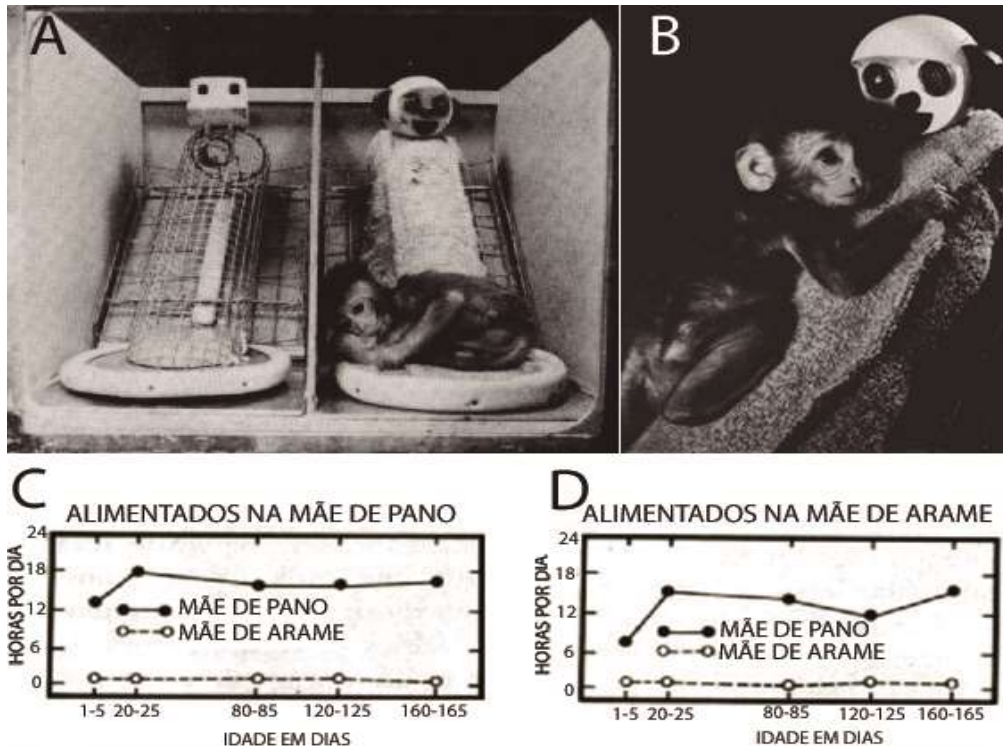 A
B
C
ALIMENTADOS NA MÃE DE PANO
24
18
12
6
0
HORAS POR DIA
MÃE DE PANO
MÃE DE ARAME
1-5 20-25 80-85 120-125 160-165
IDADE EM DIAS
D
ALIMENTADOS NA MÃE DE ARAME
24
18
12
6
0
HORAS POR DIA
MÃE DE PANO
MÃE DE ARAME
1-5 20-25 80-85 120-125 160-165
IDADE EM DIAS